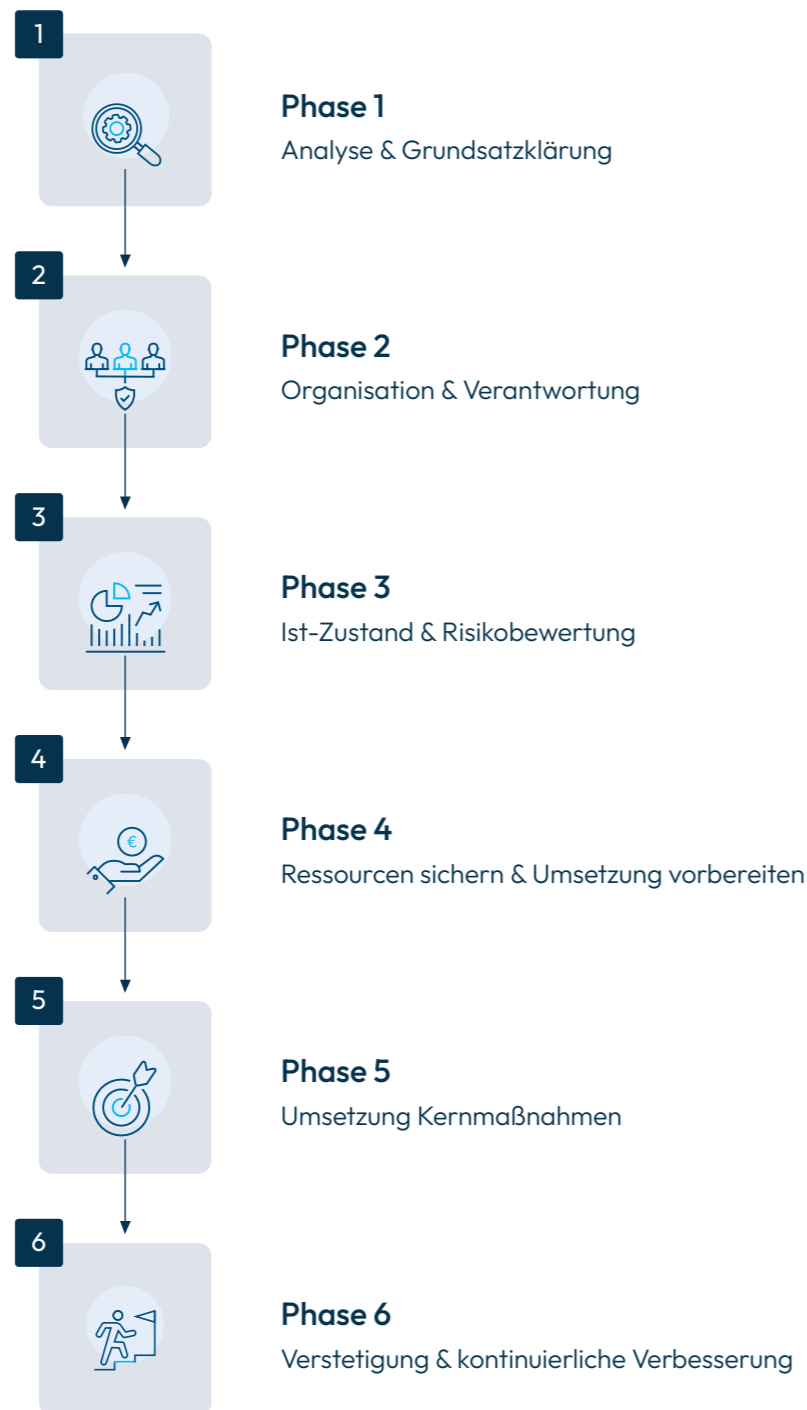 1
Phase 1
Analyse & Grundsatzklärung
2
Phase 2
Organisation & Verantwortung
3
Phase 3
Ist-Zustand & Risikobewertung
4
€
Phase 4
Ressourcen sichern & Umsetzung vorbereiten
5
Phase 5
Umsetzung Kernmaßnahmen
6
Phase 6
Verstetigung & kontinuierliche Verbesserung